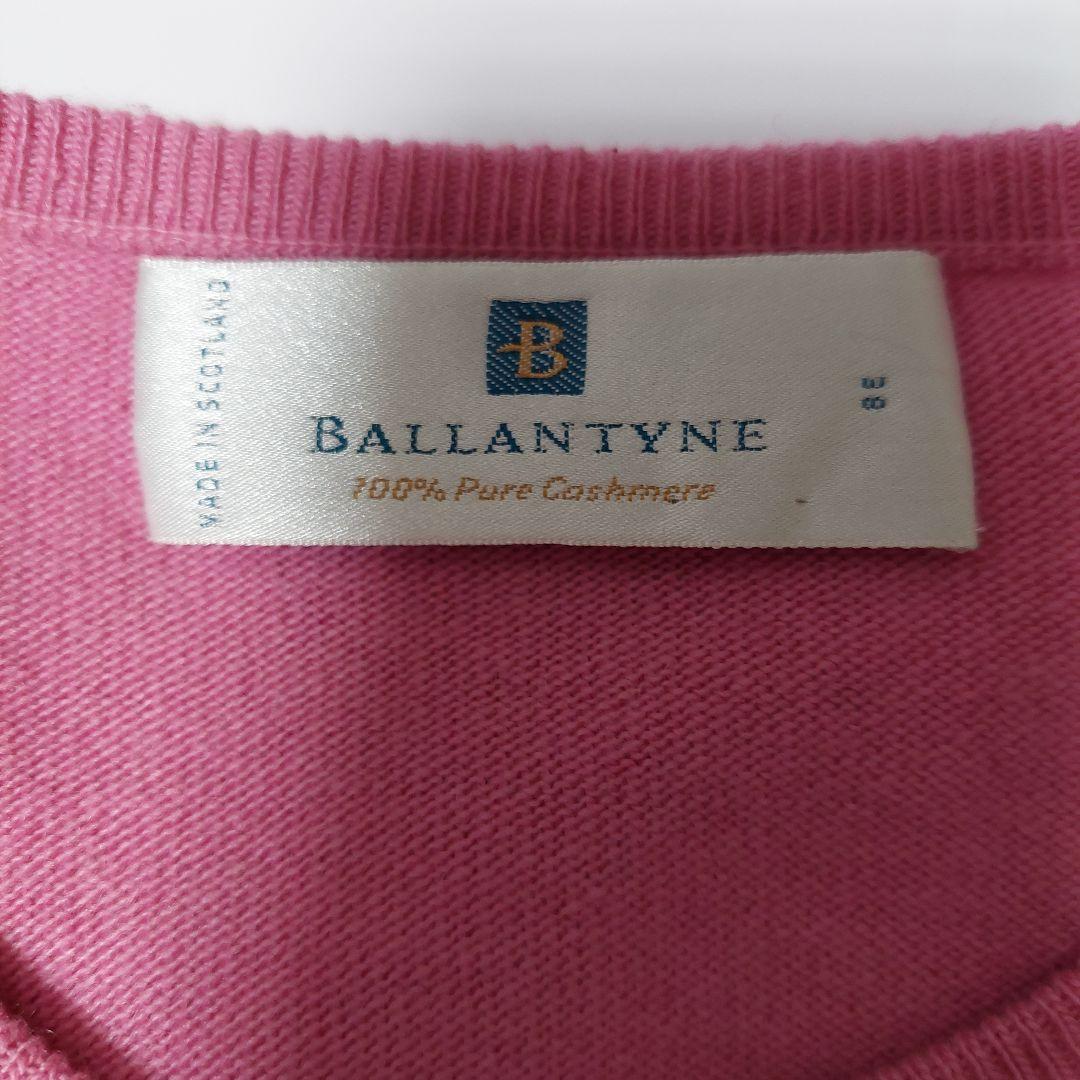 MADE IN SCOTLAND
B
BALLANTYNE
100% Pure Cashmere
38